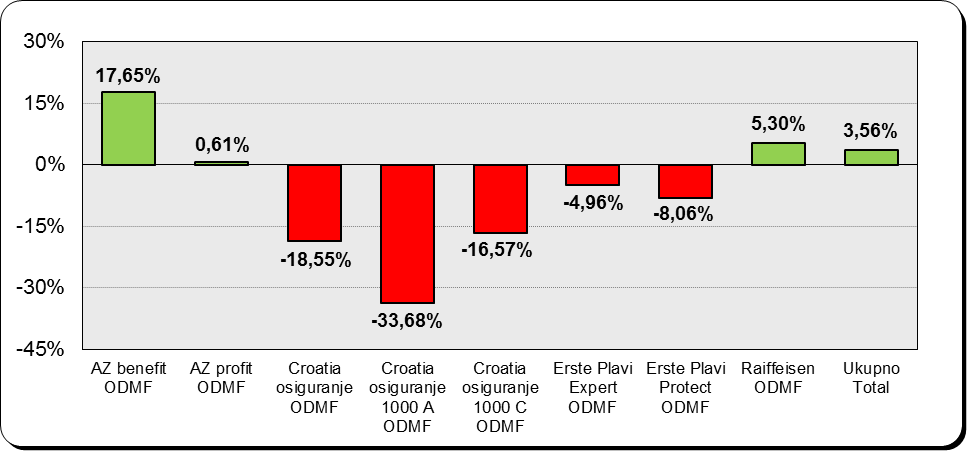 30%
15%
0%
-15%
-30%
-45%
17,65%
0,61%
-18,55%
-33,68%
-16,57%
-4,96%
-8,06%
5,30%
3,56%
AZ benefit
ODMF
AZ profit
ODMF
Croatia
osiguranje
ODMF
Croatia
osiguranje
1000 A
ODMF
Croatia
osiguranje
1000 C
ODMF
Erste Plavi
Expert
ODMF
Erste Plavi
Protect
ODMF
Raiffeisen
ODMF
Ukupno
Total